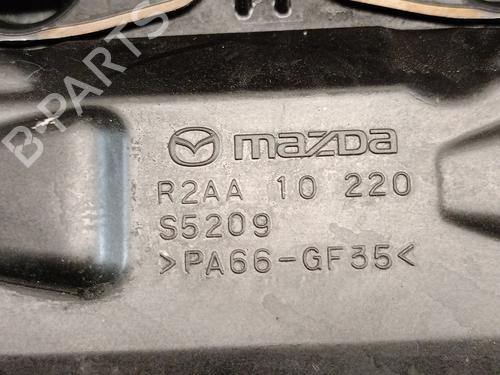 B-PARTS
mazda
R2AA 10 220
S5209
>PA66-GF35<